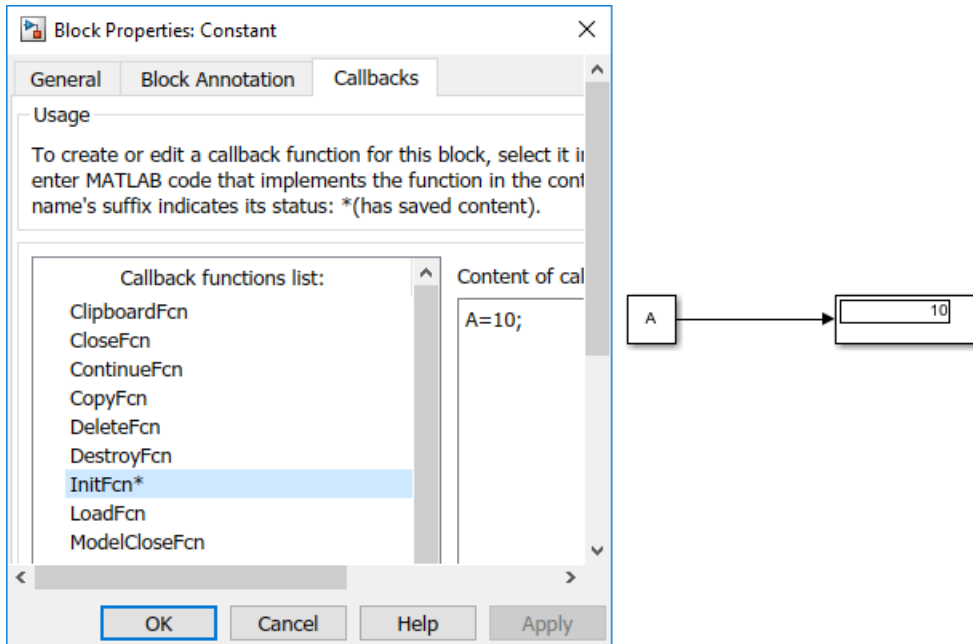 Block Properties: Constant
General Block Annotation Callbacks
Usage
To create or edit a callback function for this block, select it
enter MATLAB code that implements the function in the
name's suffix indicates its status: *(has saved content).
Callback functions list:
ClipboardFcn
CloseFcn
ContinueFcn
CopyFcn
DeleteFcn
DestroyFcn
InitFcn*
LoadFcn
ModelCloseFcn
Content of
A=10;
OK Cancel Help Apply
A
10